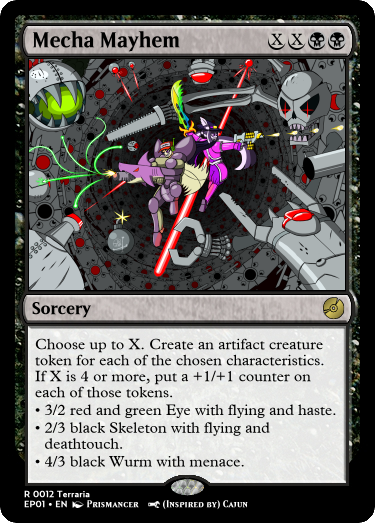 Mecha Mayhem XX
Sorcery
Choose up to X. Create an artifact creature
token for each of the chosen characteristics.
If X is 4 or more, put a +1/+1 counter on
each of those tokens.
• 3/2 red and green Eye with flying and haste.
• 2/3 black Skeleton with flying and
deathtouch.
• 4/3 black Wurm with menace.
R 0012 Terraria
EP01 • EN Prismancer (Inspired by) Cajun